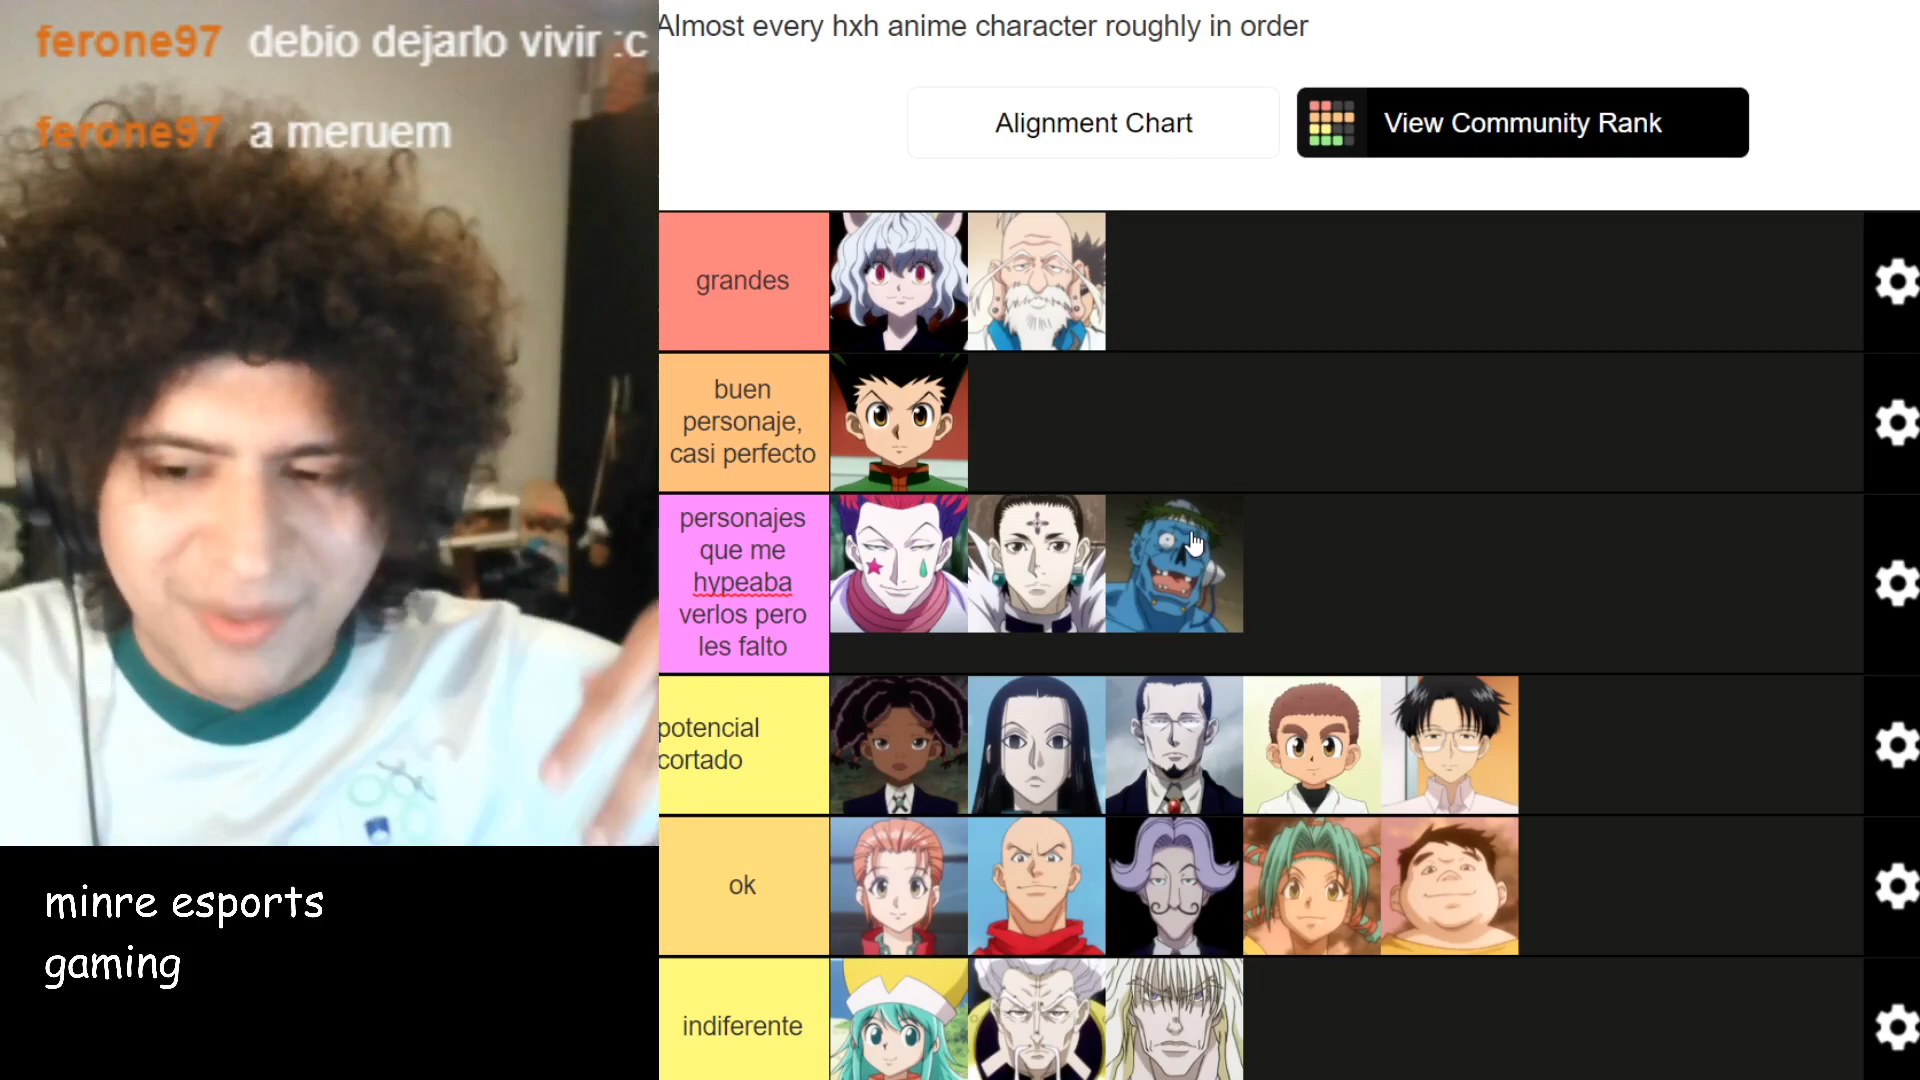 ferone97 debio dejarlo vivir :c
ferone97 a meruem
minre esports
gaming
Almost every hxh anime character roughly in order
Alignment Chart
View Community Rank
grandes
buen
personaje,
casi perfecto
personajes
que me
hypeaba
verlos pero
les falto
potencial
cortado
ok
indiferente